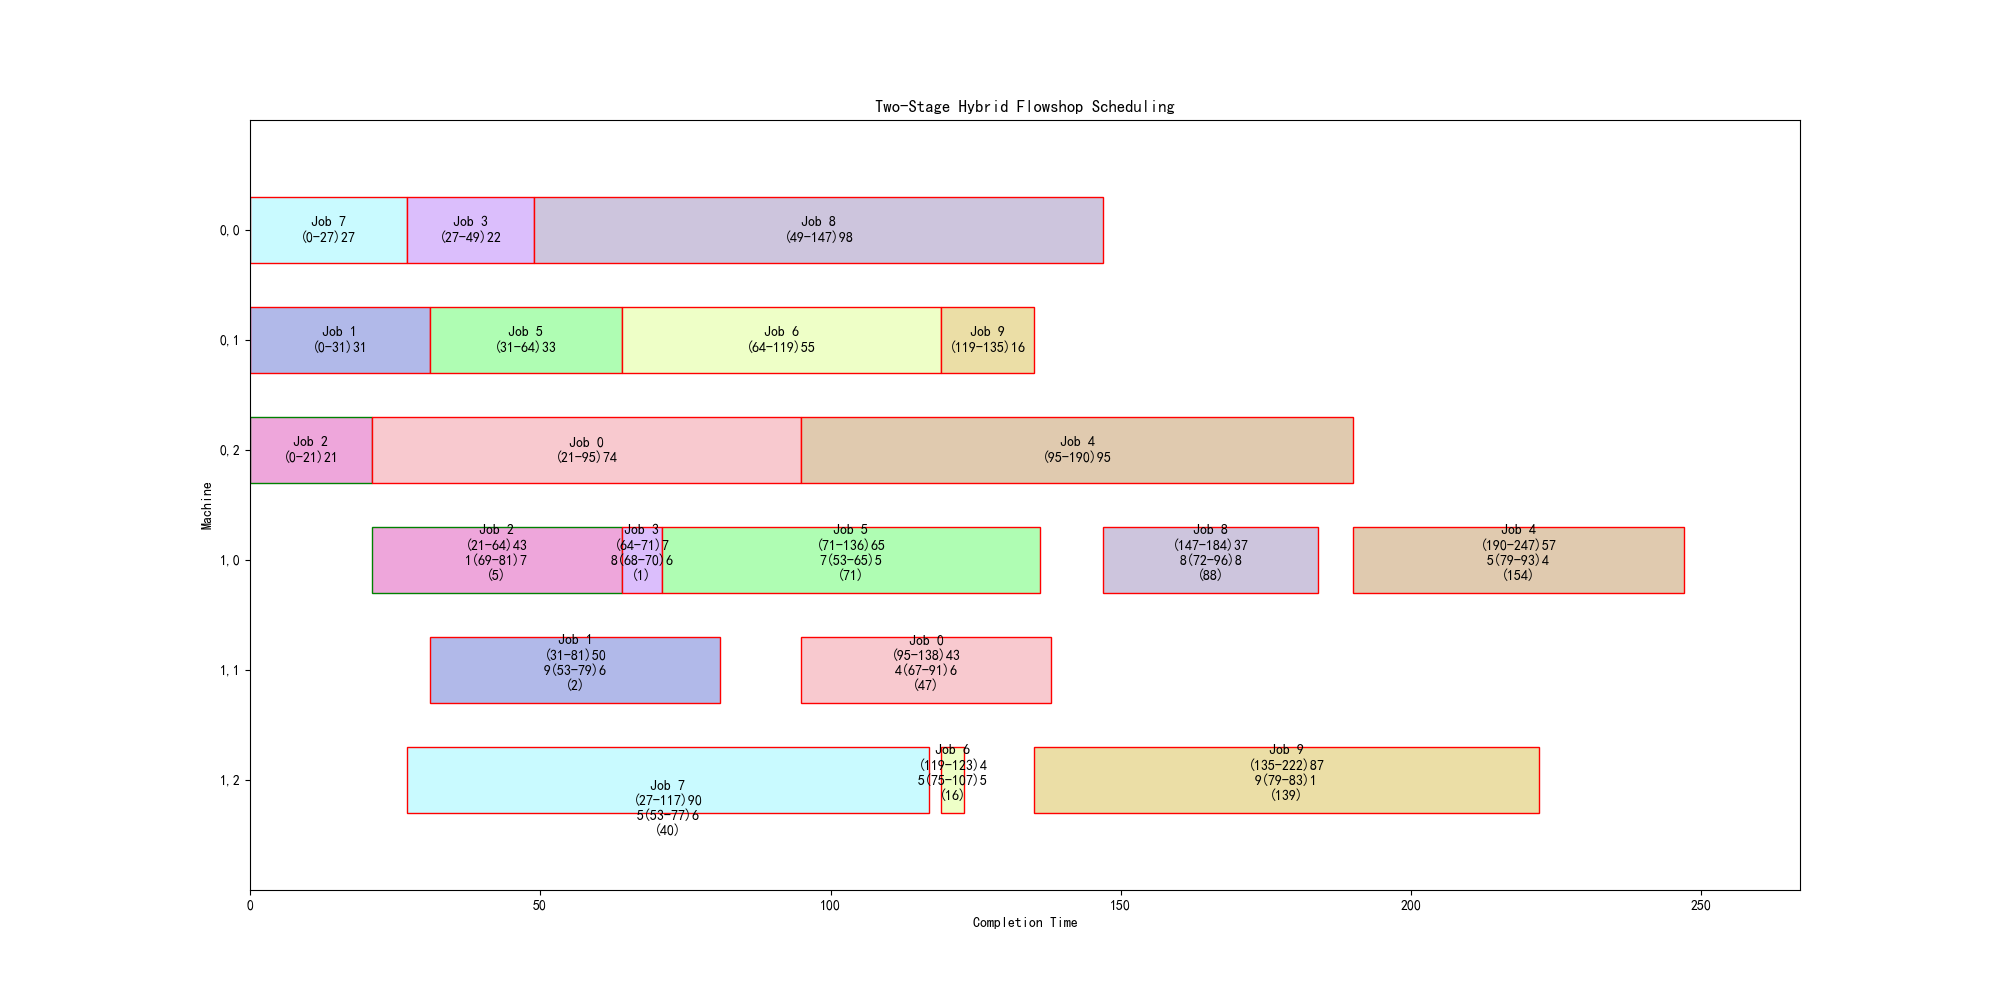 Two-Stage Hybrid Flowshop Scheduling
0,0
Job 7
(0-27)27
Job 3
(27-49)22
Job 8
(49-147)98
0,1
Job 1
(0-31)31
Job 5
(31-64)33
Job 6
(64-119)55
Job 9
(119-135)16
0,2
Job 2
(0-21)21
Job 0
(21-95)74
Job 4
(95-190)95
Machine
1,0
Job 2
(21-64)43
1(69-81)7
(5)
Job 3
(64-71)7
8(68-70)6
(1)
Job 5
(71-136)65
7(53-65)5
(71)
Job 8
(147-184)37
8(72-96)8
(88)
Job 4
(190-247)57
5(79-93)4
(154)
1,1
Job 1
(31-81)50
9(53-79)6
(2)
Job 0
(95-138)43
4(67-91)6
(47)
1,2
Job 7
(27-117)90
5(53-77)6
(40)
Job 6
(119-123)4
5(75-107)5
(16)
Job 9
(135-222)87
9(79-83)1
(139)
0
50
100
150
200
250
Completion Time